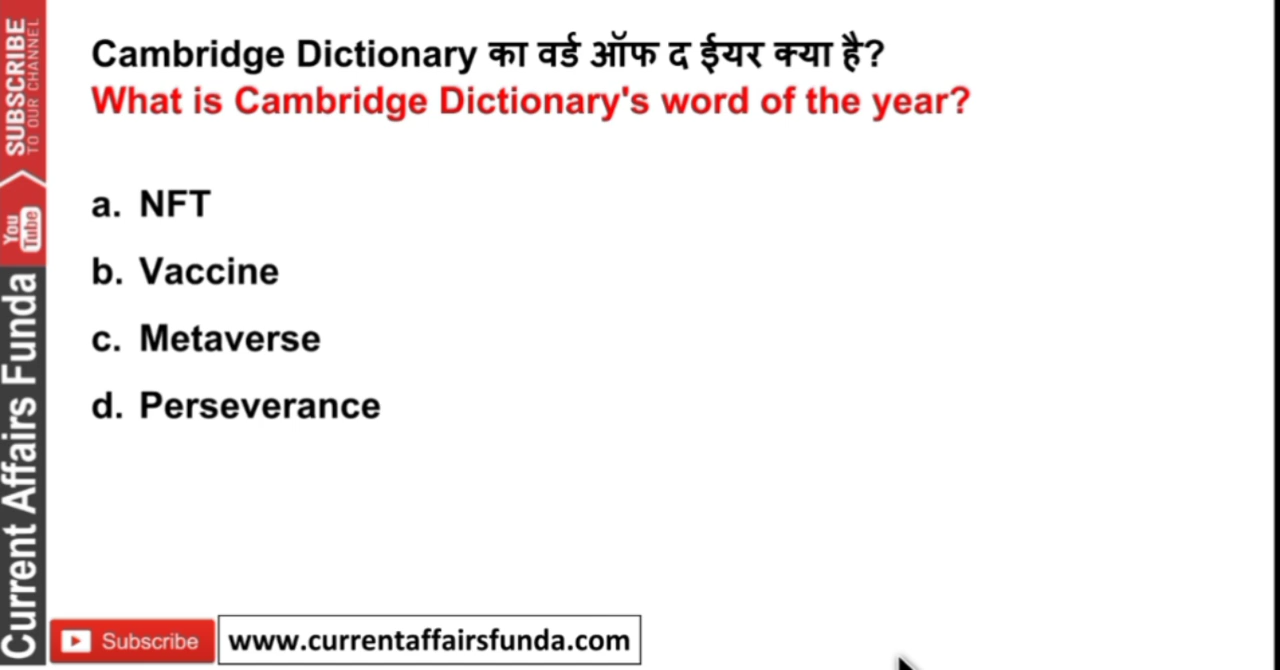 Cambridge Dictionary का वर्ड ऑफ द ईयर क्या है?
What is Cambridge Dictionary's word of the year?
a. NFT
b. Vaccine
c. Metaverse
d. Perseverance
SUBSCRIBE
TO OUR CHANNEL
You
Tube
Current Affairs Funda
Subscribe
www.currentaffairsfunda.com